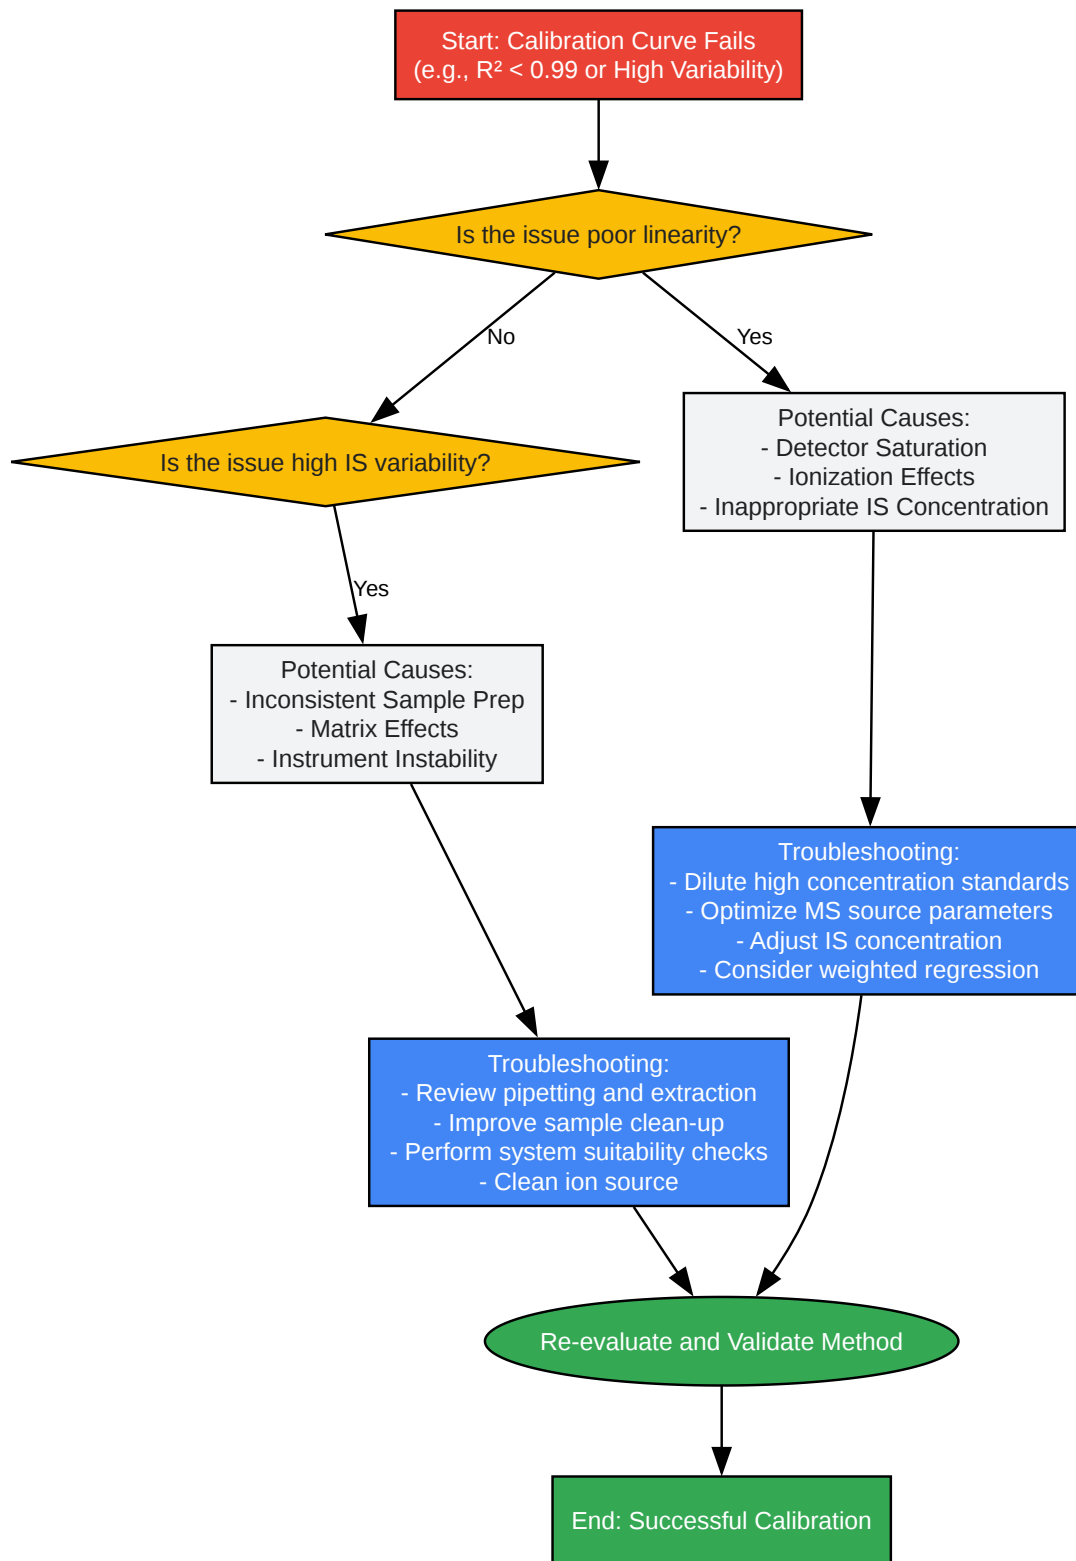 Start: Calibration Curve Fails
(e.g., R² < 0.99 or High Variability)
Is the issue poor linearity?
No
Yes
Potential Causes:
- Detector Saturation
- Ionization Effects
- Inappropriate IS Concentration
Is the issue high IS variability?
Yes
Potential Causes:
- Inconsistent Sample Prep
- Matrix Effects
- Instrument Instability
Troubleshooting:
- Dilute high concentration standards
- Optimize MS source parameters
- Adjust IS concentration
- Consider weighted regression
Troubleshooting:
- Review pipetting and extraction
- Improve sample clean-up
- Perform system suitability checks
- Clean ion source
Re-evaluate and Validate Method
End: Successful Calibration